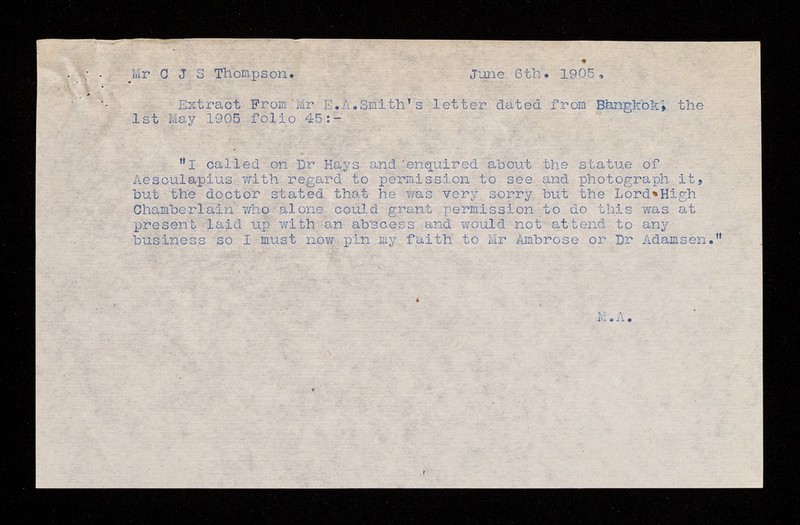 Mr C J S Thompson. June 6th. 1905.
Extract From Mr E.A.Smith's letter dated from Bangkok, the
1st May 1905 folio 45:-
"I called on Dr Hays and enquired about the statue of
Aesculapius with regard to permission to see and photograph it,
but the doctor stated that he was very sorry but the Lord High
Chamberlain who alone could grant permission to do this was at
present laid up with an abscess and would not attend to any
business so I must now pin my faith to Mr Ambrose or Dr Adamsen."
M.A.